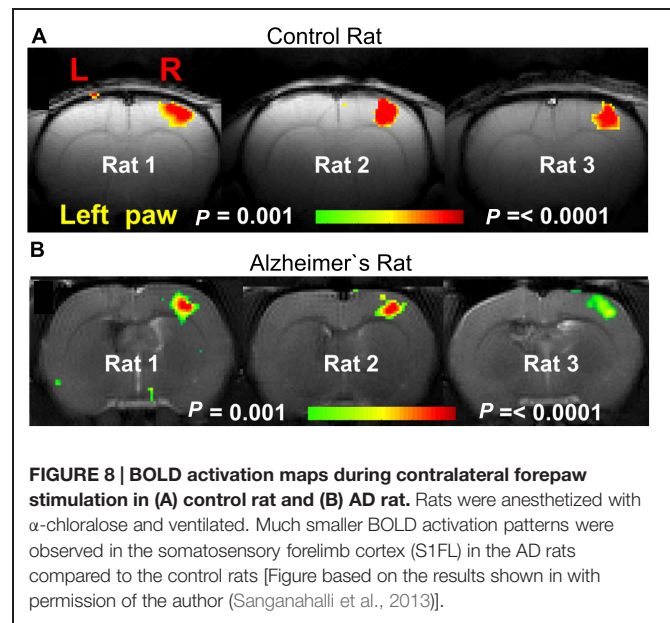 A
Control Rat
L R
Rat 1 Rat 2 Rat 3
Left paw P = 0.001 P =< 0.0001
B
Alzheimer`s Rat
Rat 1 Rat 2 Rat 3
P = 0.001 P =< 0.0001
FIGURE 8 | BOLD activation maps during contralateral forepaw
stimulation in (A) control rat and (B) AD rat. Rats were anesthetized with
α-chloralose and ventilated. Much smaller BOLD activation patterns were
observed in the somatosensory forelimb cortex (S1FL) in the AD rats
compared to the control rats [Figure based on the results shown in with
permission of the author (Sanganahalli et al., 2013)].